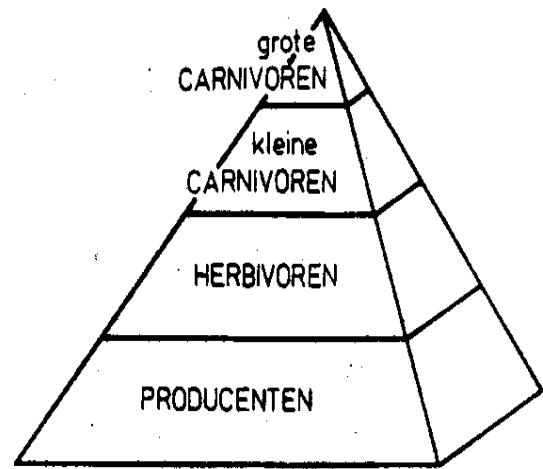 grote
CARNIVOREN
kleine
CARNIVOREN
HERBIVOREN
PRODUCENTEN